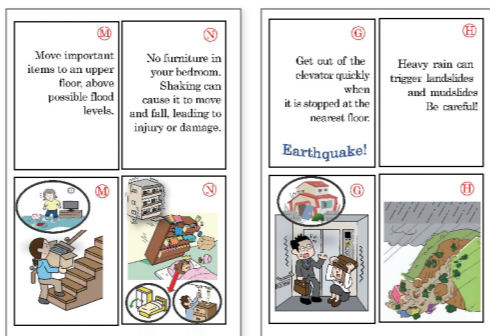 M
Move important
items to an upper
floor, above
possible flood
levels.
N
No furniture in
your bedroom.
Shaking can
cause it to move
and fall, leading to
injury or damage.
M
N
G
Get out of the
elevator quickly
when
it is stopped at the
nearest floor.
Earthquake!
H
Heavy rain can
trigger landslides
and mudslides
Be careful!
G
H